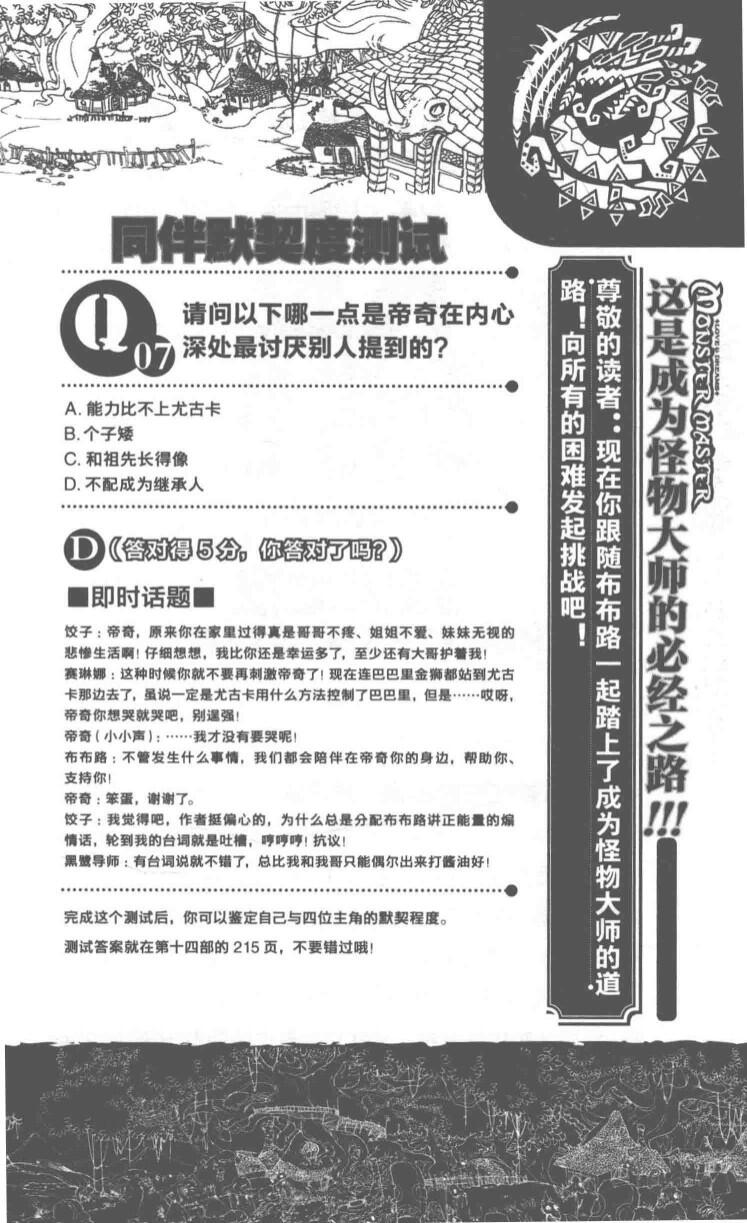 同伴默契度测试
Q07
请问以下哪一点是帝奇在内心
深处最讨厌别人提到的？
A. 能力比不上尤古卡
B. 个子矮
C. 和祖先长得像
D. 不配成为继承人
D（答对得5分，你答对了吗？）
■即时话题■
饺子：帝奇，原来你在家里过得真是哥哥不疼、姐姐不爱、妹妹无视的
悲惨生活啊！仔细想想，我比你还是幸运多了，至少还有大哥护着我！
赛琳娜：这种时候你就不要再刺激帝奇了！现在连巴巴里金狮都站到尤古
卡那边去了，虽说一定是尤古卡用什么方法控制了巴巴里，但是……哎呀，
帝奇你想哭就哭吧，别逞强！
帝奇（小小声）：……我才没有要哭呢！
布布路：不管发生什么事情，我们都会陪伴在帝奇你的身边，帮助你、
支持你！
帝奇：笨蛋，谢谢了。
饺子：我觉得吧，作者挺偏心的，为什么总是分配布布路讲正能量的煽
情话，轮到我的台词就是吐槽，哼哼哼！抗议！
黑鹭导师：有台词说就不错了，总比我和我哥只能偶尔出来打酱油好！
完成这个测试后，你可以鉴定自己与四位主角的默契程度。
测试答案就在第十四部的 215 页，不要错过哦！
MONSTER MASTER
+LOVE & DREAMS+
这是成为怪物大师的必经之路!!!
尊敬的读者：现在你跟随布布路一起踏上了成为怪物大师的道
路！向所有的困难发起挑战吧！